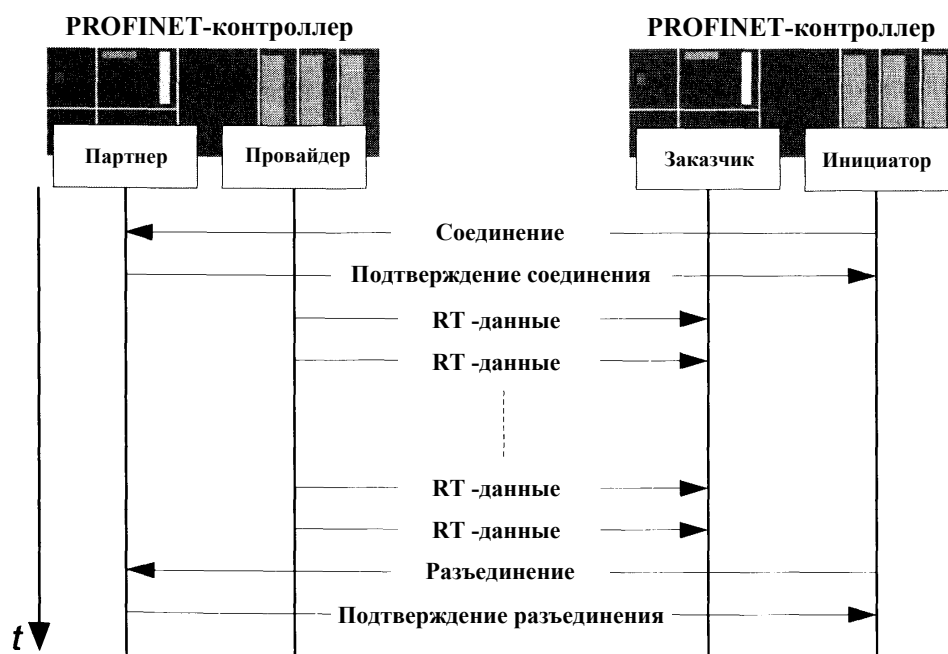 PROFINET-контроллер
PROFINET-контроллер
Партнер
Провайдер
Заказчик
Инициатор
Соединение
Подтверждение соединения
RT -данные
RT -данные
RT -данные
RT -данные
Разъединение
Подтверждение разъединения
t